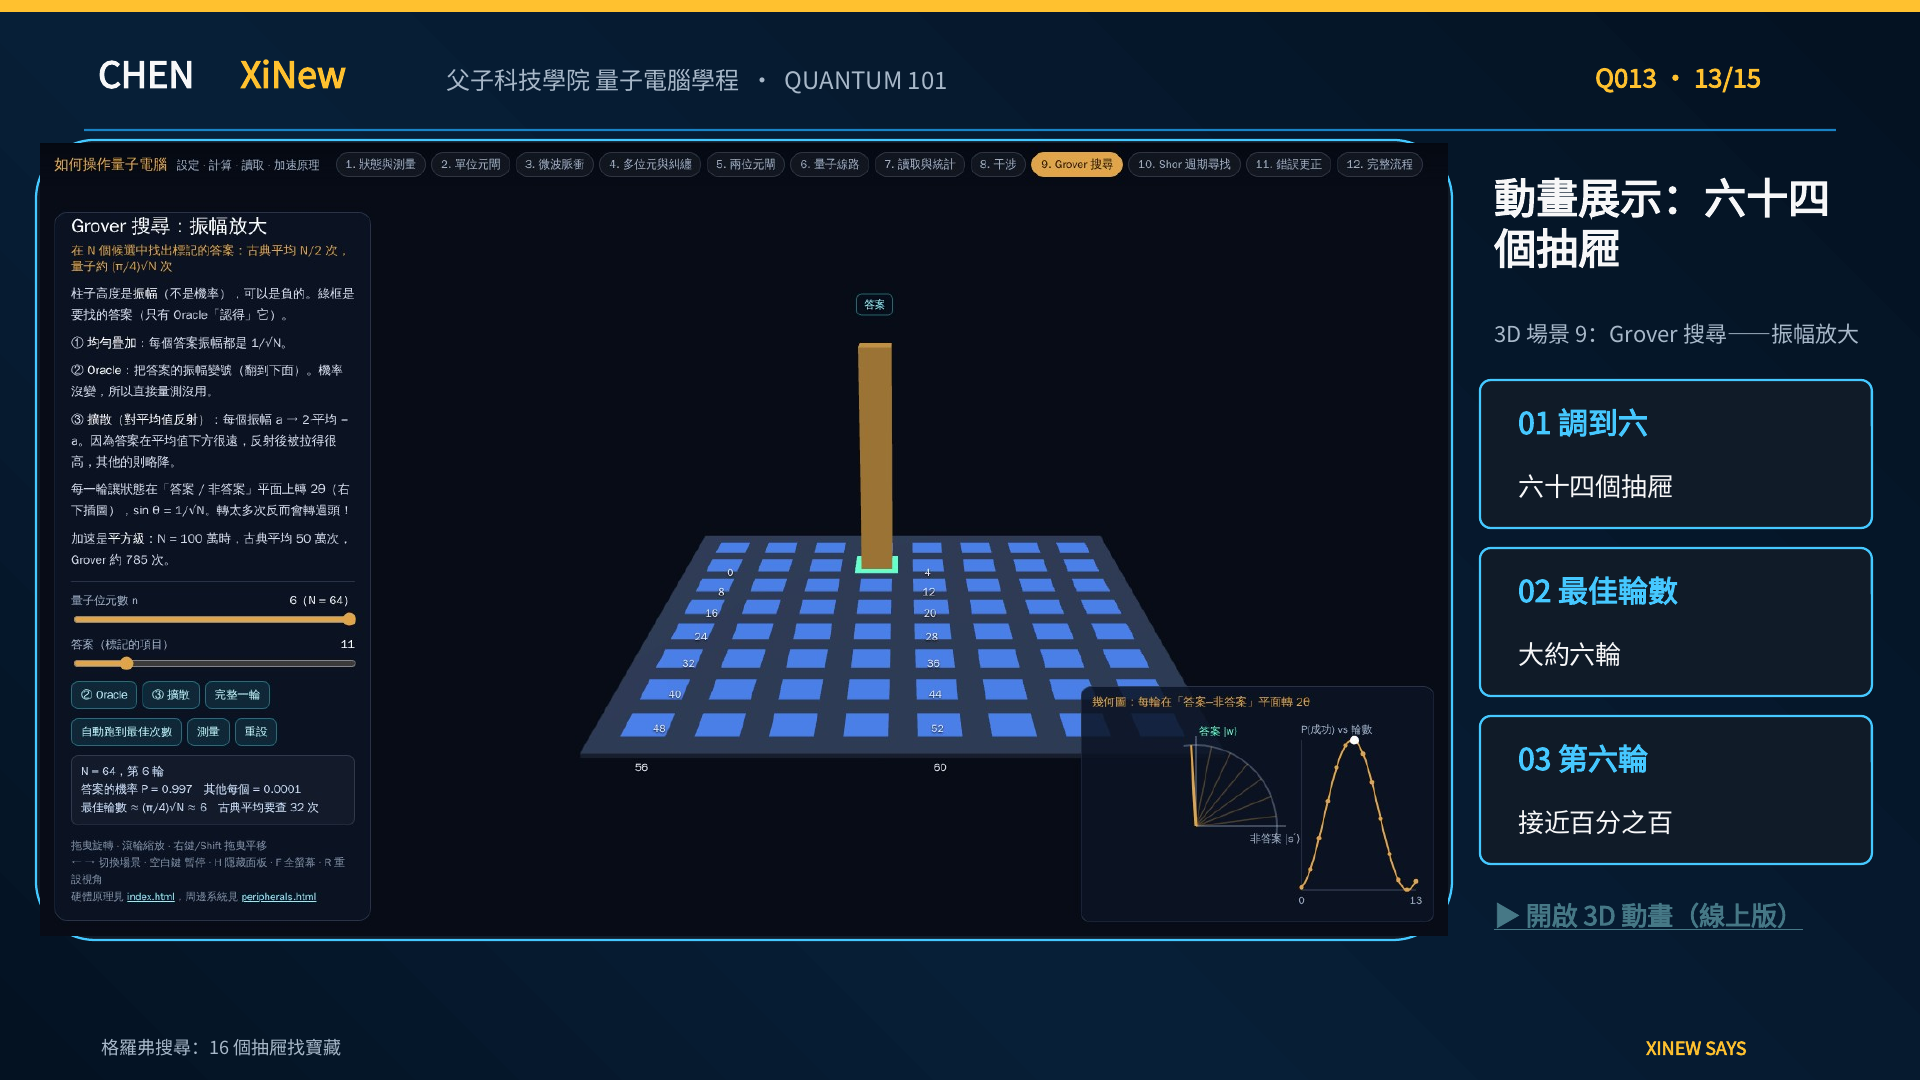 CHEN XiNew 父子科技學院 量子電腦學程 • QUANTUM 101 Q013 • 13/15
如何操作量子電腦 設定 · 計算 · 讀取 · 加速原理 1. 狀態與測量 2. 單位元閘 3. 微波脈衝 4. 多位元與糾纏 5. 兩位元閘 6. 量子線路 7. 讀取與統計 8. 干涉 9. Grover 搜尋 10. Shor 週期尋找 11. 錯誤更正 12. 完整流程
Grover 搜尋：振幅放大
在 N 個候選中找出標記的答案：古典平均 N/2 次，
量子約 (π/4)√N 次
柱子高度是振幅（不是機率），可以是負的。綠框是
要找的答案（只有 Oracle「認得」它）。
① 均勻疊加：每個答案振幅都是 1/√N。
② Oracle：把答案的振幅變號（翻到下面）。機率
沒變，所以直接量測沒用。
③ 擴散（對平均值反射）：每個振幅 a → 2·平均 −
a。因為答案在平均值下方很遠，反射後被拉得很
高，其他的則略降。
每一輪讓狀態在「答案 / 非答案」平面上轉 2θ（右
下插圖），sin θ = 1/√N。轉太多次反而會轉過頭！
加速是平方級：N = 100 萬時，古典平均 50 萬次，
Grover 約 785 次。
量子位元數 n 6（N = 64）
答案（標記的項目） 11
② Oracle ③ 擴散 完整一輪
自動跑到最佳次數 測量 重設
N = 64，第 6 輪
答案的機率 P = 0.997 其他每個 = 0.0001
最佳輪數 ≈ (π/4)√N ≈ 6 古典平均要查 32 次
拖曳旋轉 · 滾輪縮放 · 右鍵/Shift 拖曳平移
← → 切換場景 · 空白鍵 暫停 · H 隱藏面板 · F 全螢幕 · R 重
設視角
硬體原理見 index.html，周邊系統見 peripherals.html
答案
0 4
8 12
16 20
24 28
32 36
40 44
48 52
56 60
幾何圖：每輪在「答案–非答案」平面轉 2θ
答案 |w⟩
非答案 |s'⟩
P(成功) vs 輪數
0 13
動畫展示：六十四
個抽屜
3D 場景 9：Grover 搜尋——振幅放大
01 調到六
六十四個抽屜
02 最佳輪數
大約六輪
03 第六輪
接近百分之百
▶ 開啟 3D 動畫（線上版）
格羅弗搜尋：16 個抽屜找寶藏
XINEW SAYS